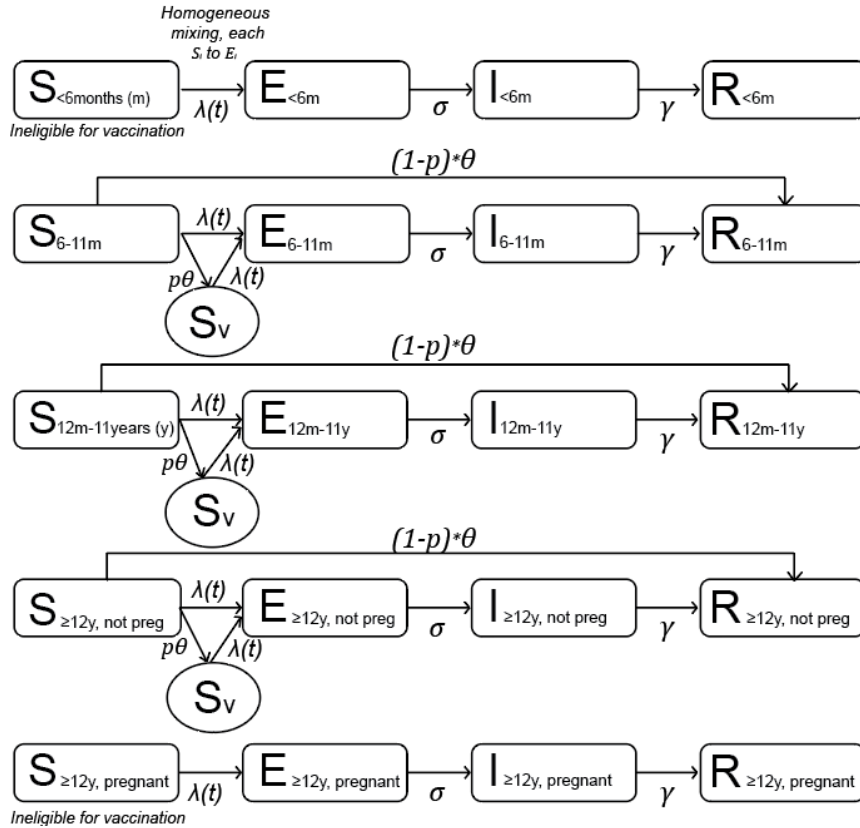 Homogeneous
mixing, each
Sᵢ to Eᵢ
S<6months (m) λ(t) E<6m σ I<6m γ R<6m
Ineligible for vaccination
(1-p)*θ
S6-11m λ(t) E6-11m σ I6-11m γ R6-11m
pθ λ(t)
Sv
(1-p)*θ
S12m-11years (y) λ(t) E12m-11y σ I12m-11y γ R12m-11y
pθ λ(t)
Sv
(1-p)*θ
S≥12y, not preg λ(t) E≥12y, not preg σ I≥12y, not preg γ R≥12y, not preg
pθ λ(t)
Sv
S≥12y, pregnant λ(t) E≥12y, pregnant σ I≥12y, pregnant γ R≥12y, pregnant
Ineligible for vaccination